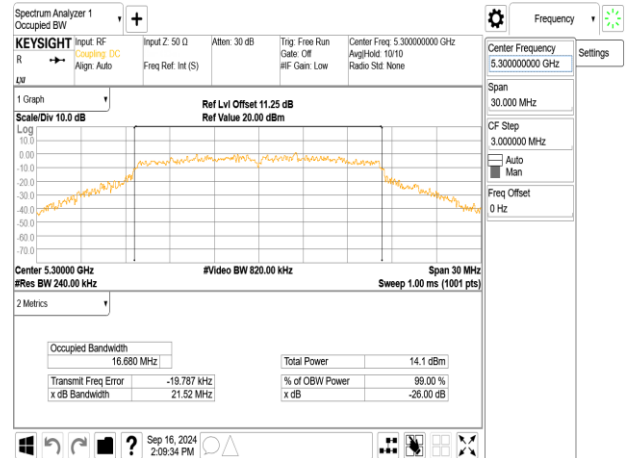 Spectrum Analyzer 1
Occupied BW
Frequency
KEYSIGHT
R
LXI
Input: RF
Coupling: DC
Align: Auto
Input Z: 50 Ω
Freq Ref: Int (S)
Atten: 30 dB
Trig: Free Run
Gate: Off
#IF Gain: Low
Center Freq: 5.300000000 GHz
Avg|Hold: 10/10
Radio Std: None
Center Frequency
5.300000000 GHz
Settings
Span
30.000 MHz
CF Step
3.000000 MHz
Auto
Man
Freq Offset
0 Hz
1 Graph
Ref Lvl Offset 11.25 dB
Scale/Div 10.0 dB
Ref Value 20.00 dBm
Log
10.0
0.00
-10.0
-20.0
-30.0
-40.0
-50.0
-60.0
-70.0
Center 5.30000 GHz
#Video BW 820.00 kHz
Span 30 MHz
#Res BW 240.00 kHz
Sweep 1.00 ms (1001 pts)
2 Metrics
Occupied Bandwidth
16.680 MHz
Total Power 14.1 dBm
Transmit Freq Error -19.787 kHz
% of OBW Power 99.00 %
x dB Bandwidth 21.52 MHz
x dB -26.00 dB
?
Sep 16, 2024
2:09:34 PM